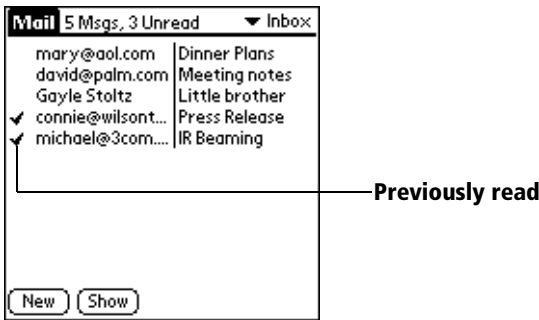 Mail 5 Msgs, 3 Unread Inbox
mary@aol.com Dinner Plans
david@palm.com Meeting notes
Gayle Stoltz Little brother
connie@wilsont... Press Release
michael@3com.... IR Beaming
Previously read
New Show